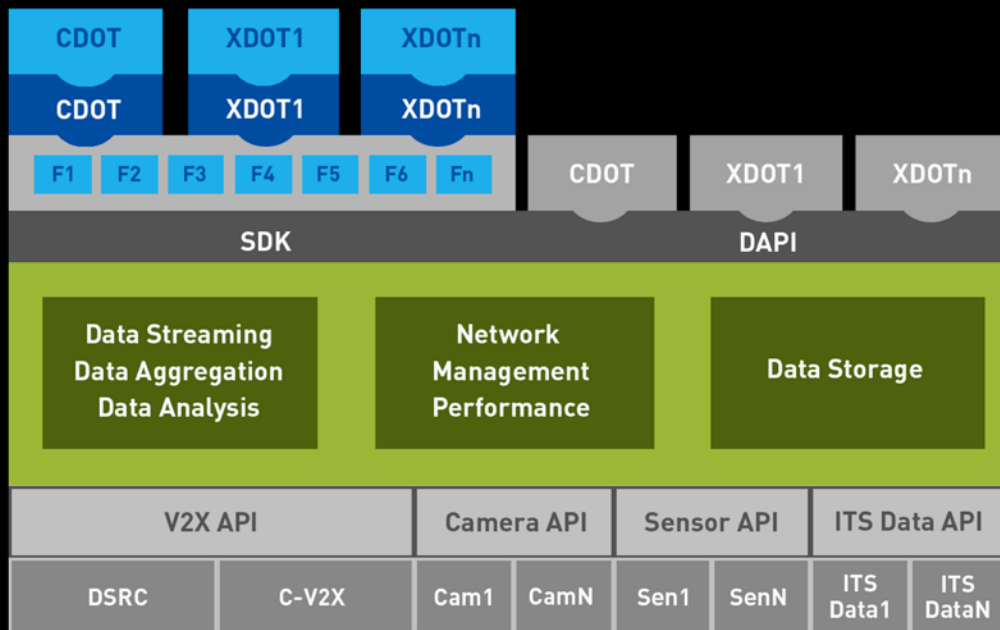 CDOT XDOT1 XDOTn
CDOT XDOT1 XDOTn
F1 F2 F3 F4 F5 F6 Fn
CDOT XDOT1 XDOTn
SDK DAPI
Data Streaming
Data Aggregation
Data Analysis
Network
Management
Performance
Data Storage
V2X API Camera API Sensor API ITS Data API
DSRC C-V2X Cam1 CamN Sen1 SenN
ITS
Data1
ITS
DataN